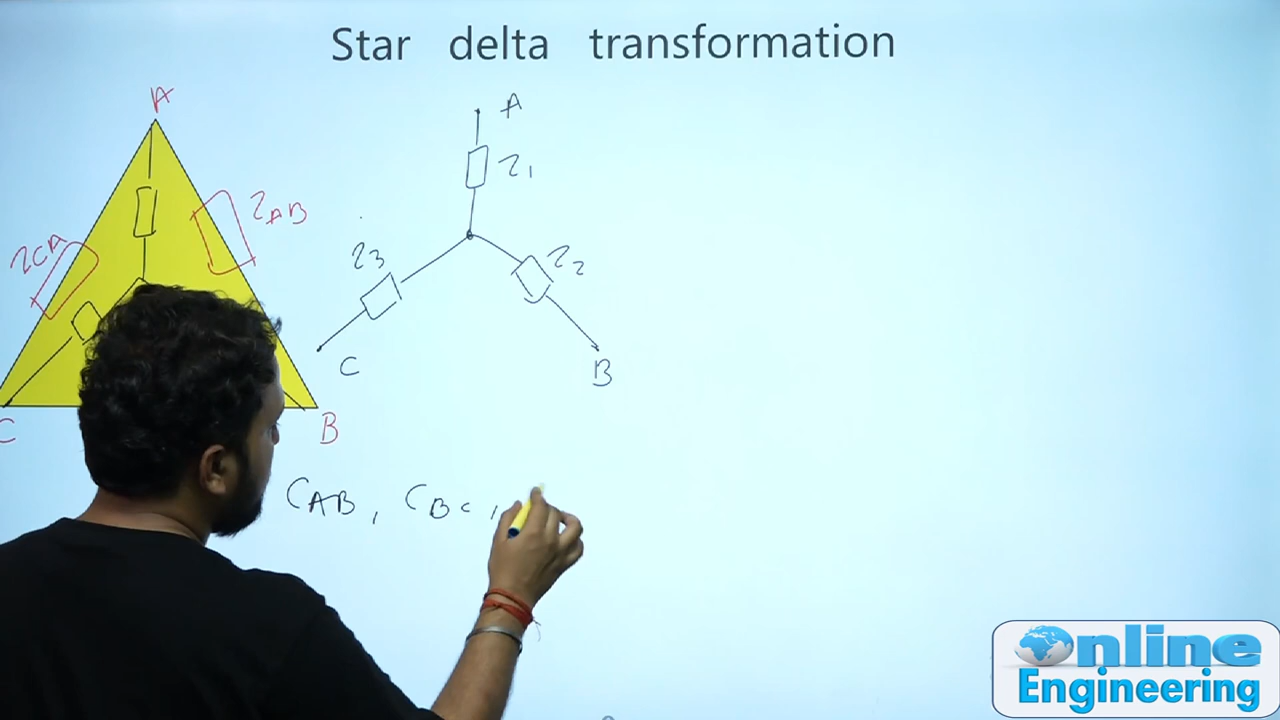 Star delta transformation
A
A
Z1
ZAB
ZCA
Z3
Z2
C
B
C
B
CAB, CBC,
Online
Engineering